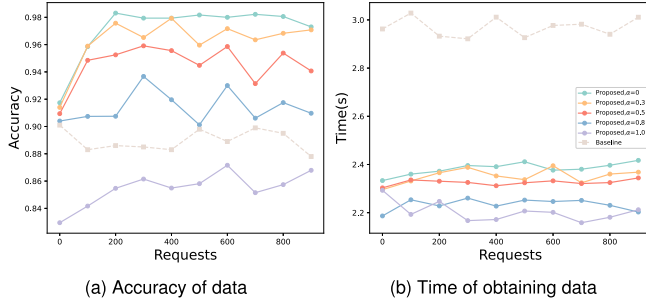 0.98
0.96
0.94
0.92
0.90
0.88
0.86
0.84
Accuracy
0 200 400 600 800
Requests
(a) Accuracy of data
3.0
2.8
2.6
2.4
2.2
Time(s)
Proposed,α=0
Proposed,α=0.3
Proposed,α=0.5
Proposed,α=0.8
Proposed,α=1.0
Baseline
0 200 400 600 800
Requests
(b) Time of obtaining data